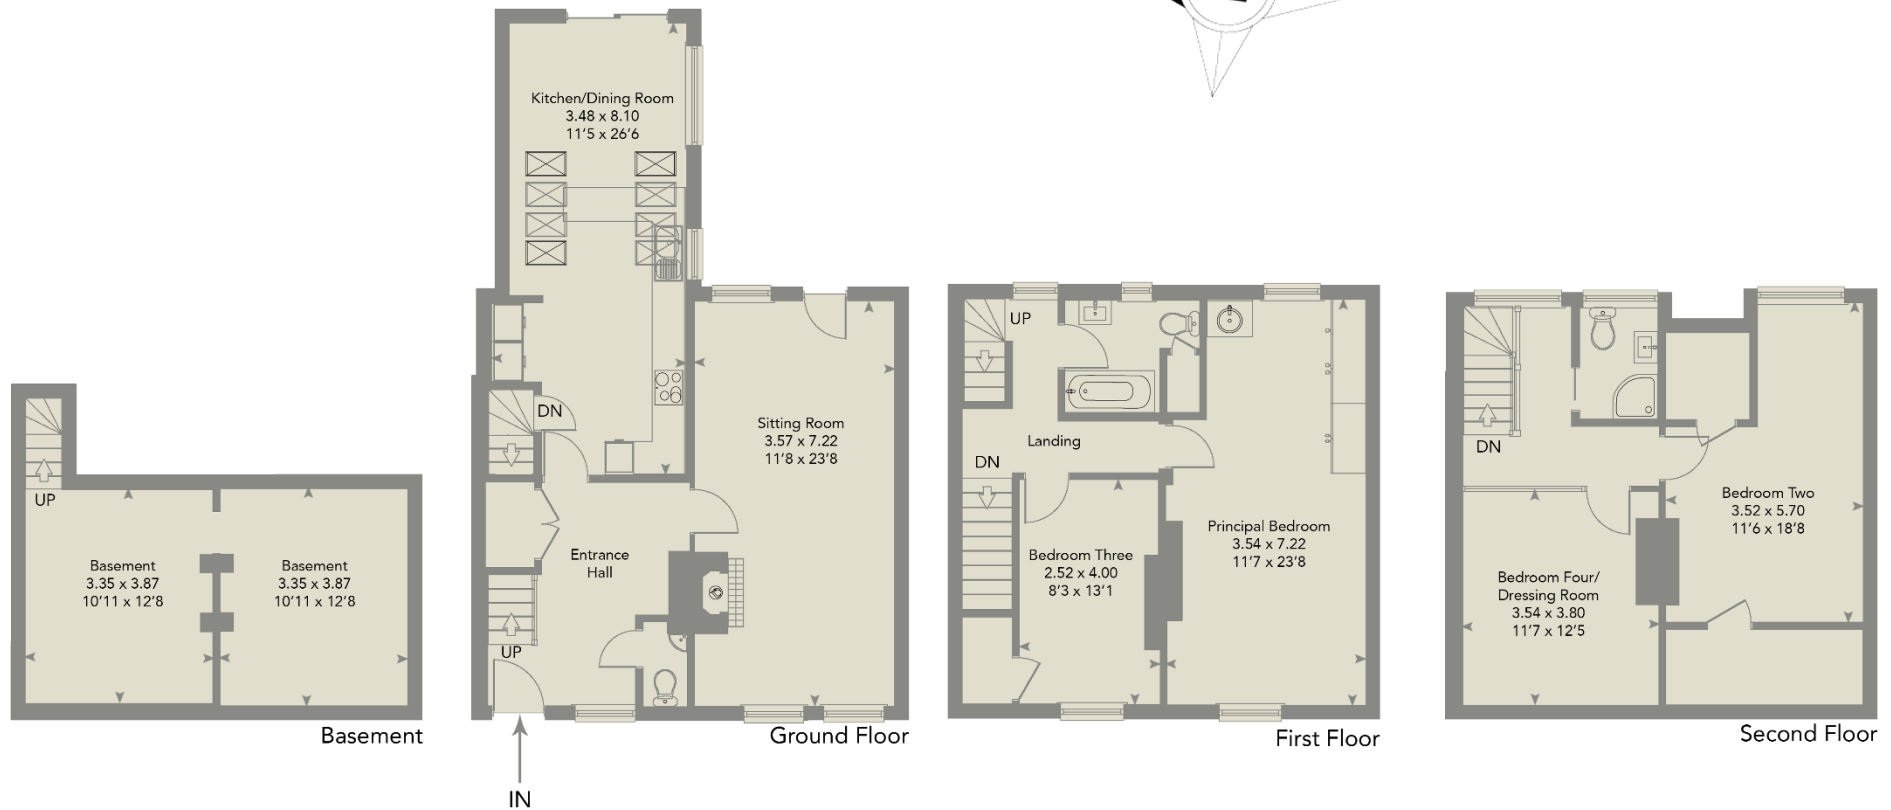 Kitchen/Dining Room
3.48 x 8.10
11'5 x 26'6
DN
Sitting Room
3.57 x 7.22
11'8 x 23'8
Entrance
Hall
UP
IN
Ground Floor
UP
Basement
3.35 x 3.87
10'11 x 12'8
Basement
3.35 x 3.87
10'11 x 12'8
Basement
UP
Landing
DN
Principal Bedroom
3.54 x 7.22
11'7 x 23'8
Bedroom Three
2.52 x 4.00
8'3 x 13'1
First Floor
DN
Bedroom Two
3.52 x 5.70
11'6 x 18'8
Bedroom Four/
Dressing Room
3.54 x 3.80
11'7 x 12'5
Second Floor